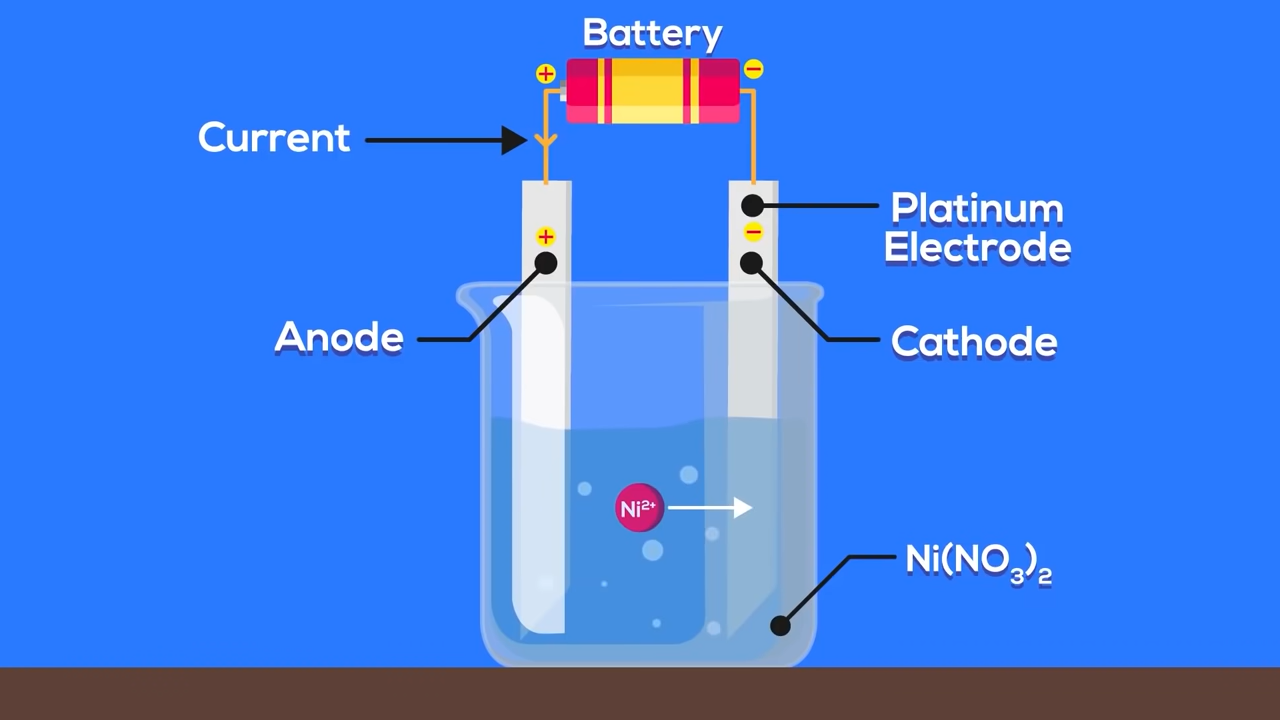 Battery
+
−
Current
Platinum
Electrode
+
−
Anode
Cathode
Ni²⁺
Ni(NO₃)₂